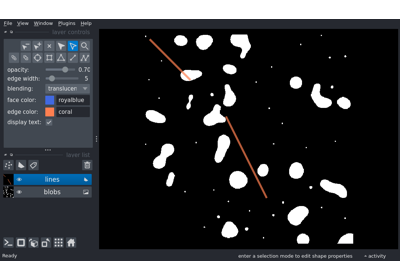 File View Window Plugins Help
layer controls
opacity: 0.70
edge width: 5
blending: translucent
face color: royalblue
edge color: coral
display text:
layer list
lines
blobs
Ready enter a selection mode to edit shape properties activity